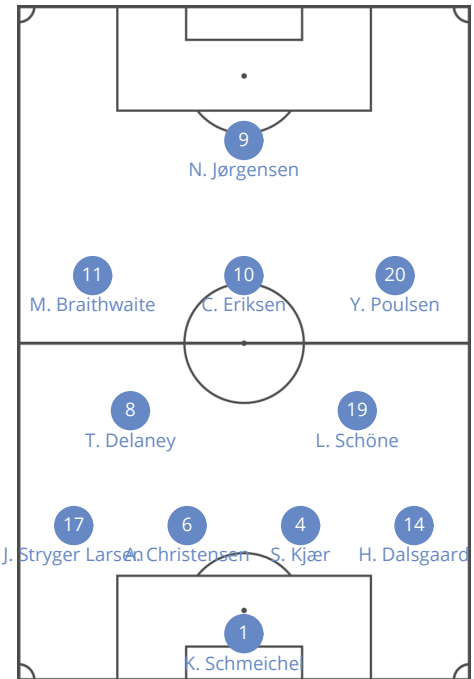 9
N. Jørgensen
11
10
20
M. Braithwaite
C. Eriksen
Y. Poulsen
8
19
T. Delaney
L. Schöne
17
6
4
14
J. Stryger Larsen
A. Christensen
S. Kjær
H. Dalsgaard
1
K. Schmeichel